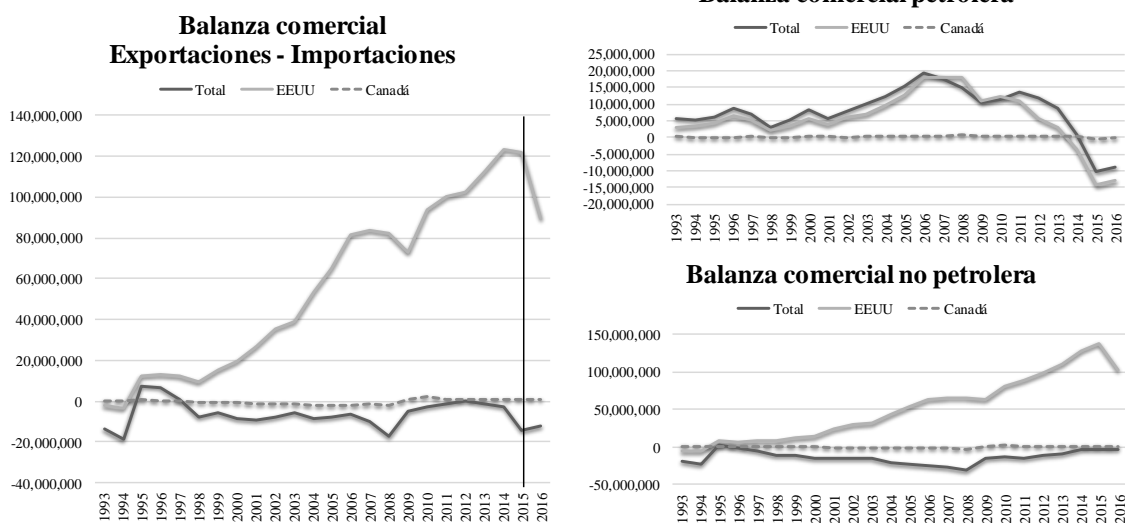 Balanza comercial
Exportaciones - Importaciones
Total EEUU Canadá
140,000,000
120,000,000
100,000,000
80,000,000
60,000,000
40,000,000
20,000,000
0
-20,000,000
-40,000,000
1993 1994 1995 1996 1997 1998 1999 2000 2001 2002 2003 2004 2005 2006 2007 2008 2009 2010 2011 2012 2013 2014 2015 2016
Balanza comercial petrolera
Total EEUU Canadá
25,000,000
20,000,000
15,000,000
10,000,000
5,000,000
0
-5,000,000
-10,000,000
-15,000,000
-20,000,000
1993 1994 1995 1996 1997 1998 1999 2000 2001 2002 2003 2004 2005 2006 2007 2008 2009 2010 2011 2012 2013 2014 2015 2016
Balanza comercial no petrolera
Total EEUU Canadá
150,000,000
100,000,000
50,000,000
0
-50,000,000
1993 1994 1995 1996 1997 1998 1999 2000 2001 2002 2003 2004 2005 2006 2007 2008 2009 2010 2011 2012 2013 2014 2015 2016